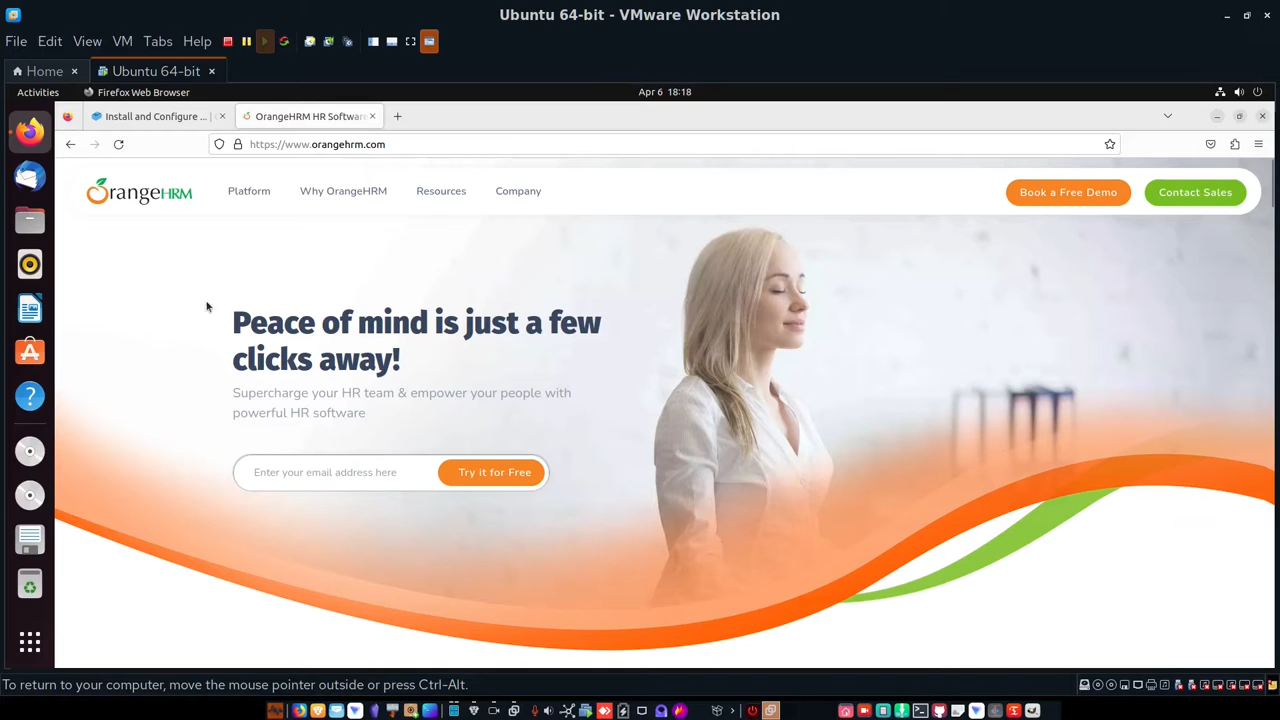 Ubuntu 64-bit - VMware Workstation
File Edit View VM Tabs Help
Home × Ubuntu 64-bit ×
Activities Firefox Web Browser Apr 6 18:18
Install and Configure ... | × OrangeHRM HR Software × +
https://www.orangehrm.com
OrangeHRM Platform Why OrangeHRM Resources Company Book a Free Demo Contact Sales
Peace of mind is just a few
clicks away!
Supercharge your HR team & empower your people with
powerful HR software
Enter your email address here Try it for Free
To return to your computer, move the mouse pointer outside or press Ctrl-Alt.